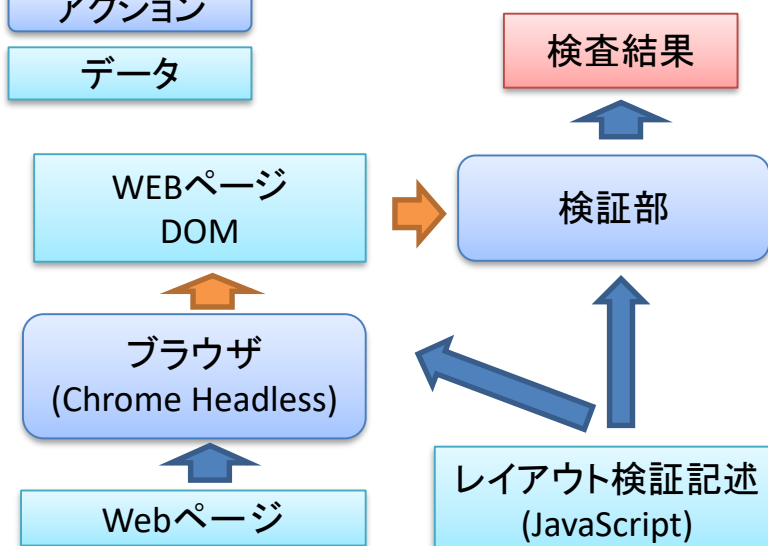 アクション
データ
検査結果
WEBページ
DOM
検証部
ブラウザ
(Chrome Headless)
Webページ
レイアウト検証記述
(JavaScript)